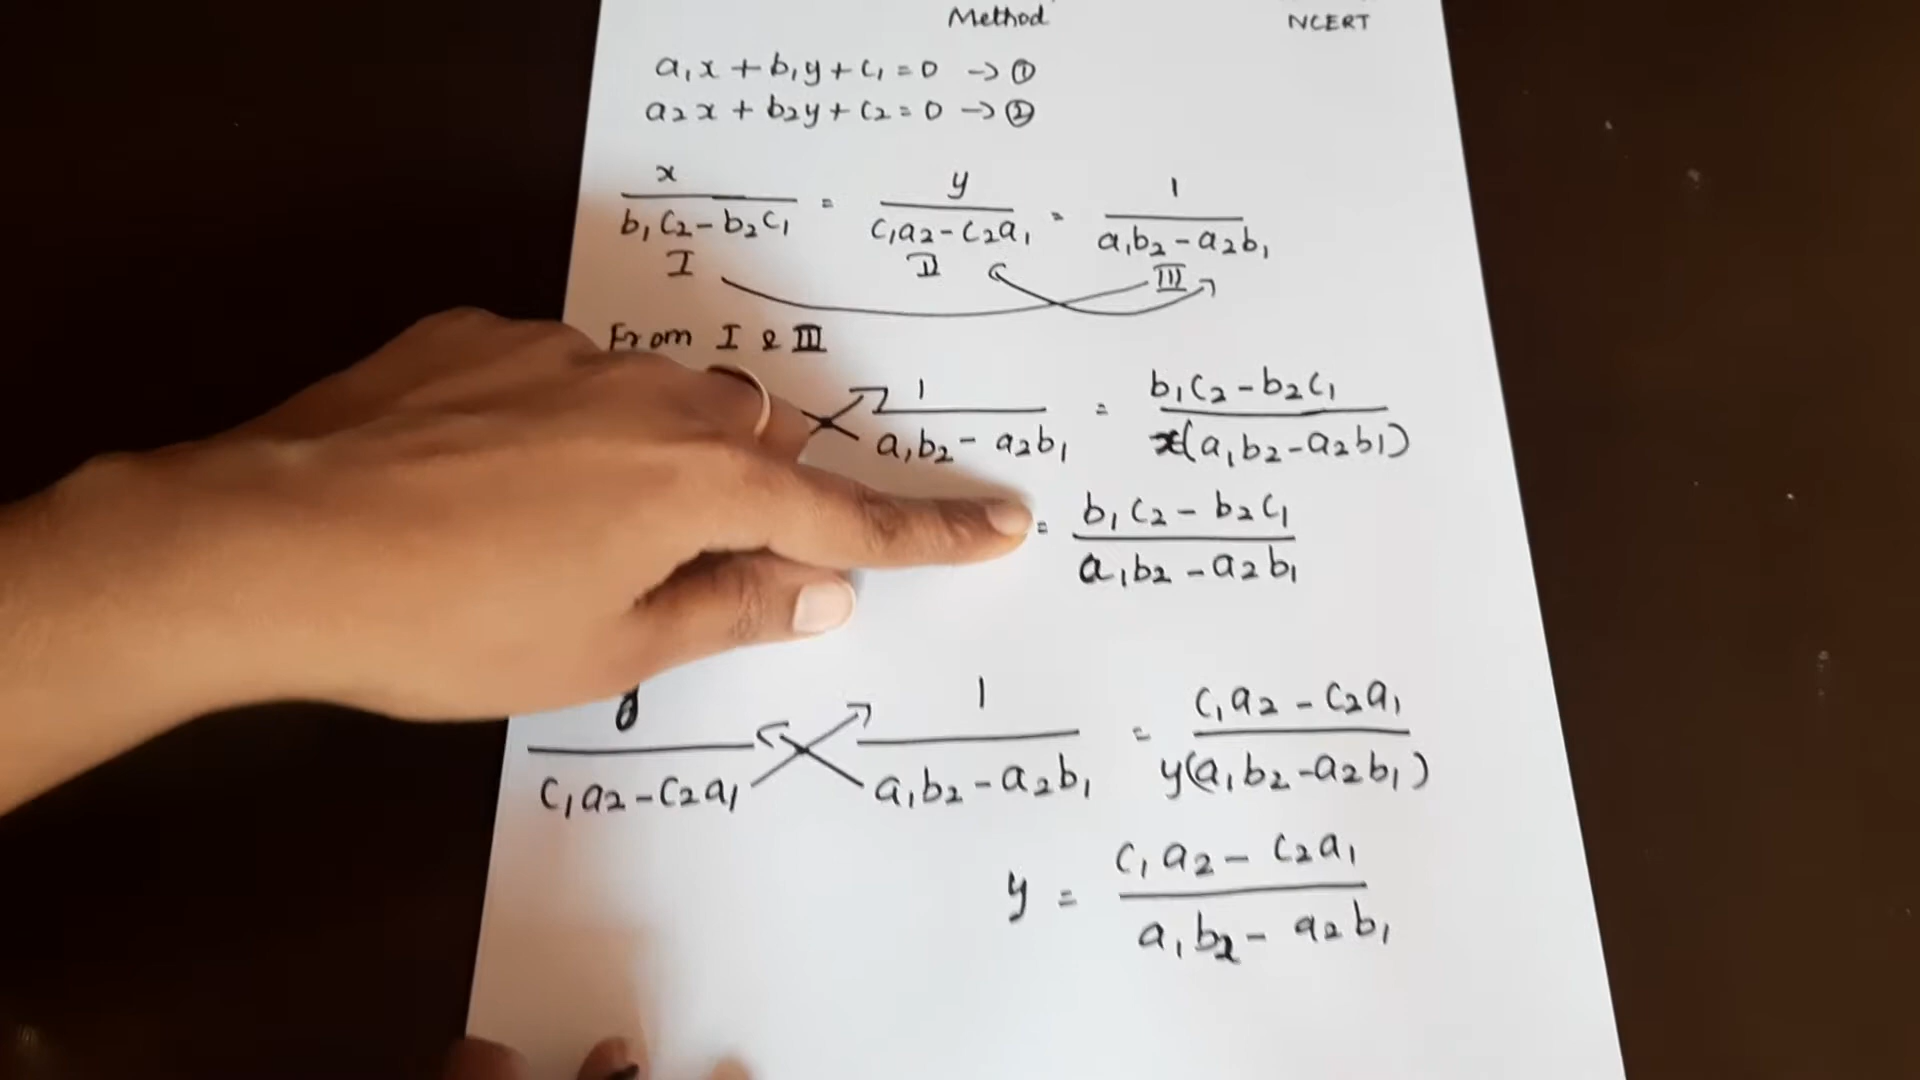 Method NCERT
a₁x + b₁y + c₁ = 0 → ①
a₂x + b₂y + c₂ = 0 → ②
x/(b₁c₂ - b₂c₁) = y/(c₁a₂ - c₂a₁) = 1/(a₁b₂ - a₂b₁)
I II III
From I & III
1/(a₁b₂ - a₂b₁) = (b₁c₂ - b₂c₁)/(x(a₁b₂ - a₂b₁))
= (b₁c₂ - b₂c₁)/(a₁b₂ - a₂b₁)
y/(c₁a₂ - c₂a₁) 1/(a₁b₂ - a₂b₁) = (c₁a₂ - c₂a₁)/(y(a₁b₂ - a₂b₁))
y = (c₁a₂ - c₂a₁)/(a₁b₂ - a₂b₁)